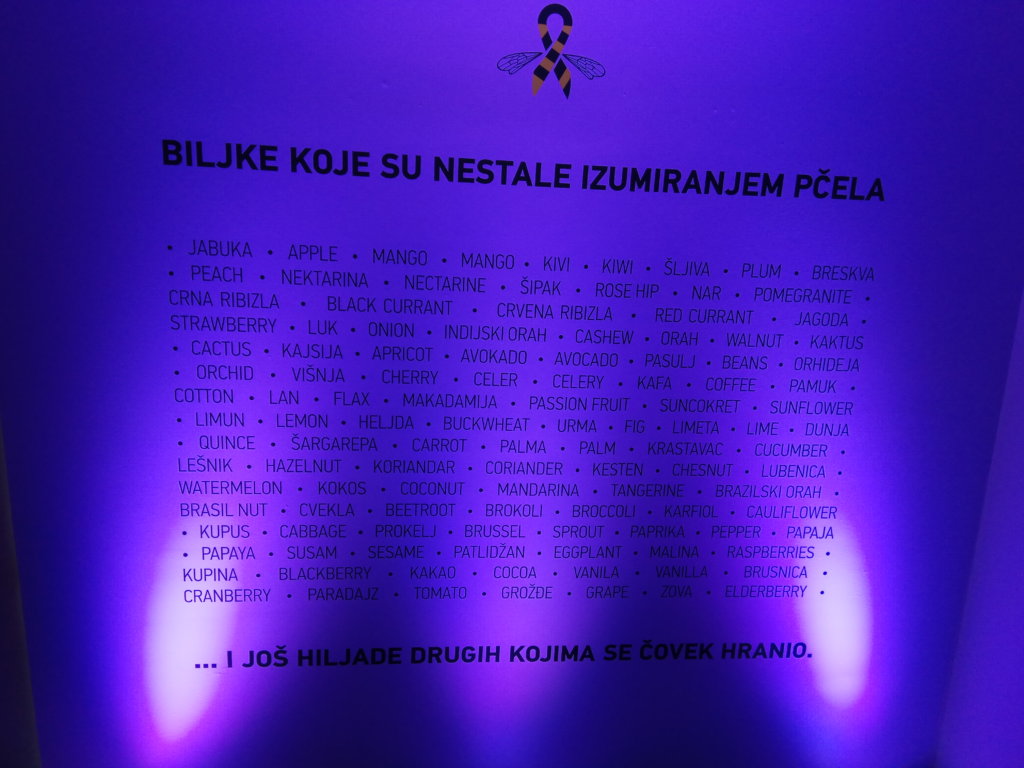 BILJKE KOJE SU NESTALE IZUMIRANJEM PČELA
• JABUKA • APPLE • MANGO • MANGO • KIVI • KIWI • ŠLJIVA • PLUM • BRESKVA
• PEACH • NEKTARINA • NECTARINE • ŠIPAK • ROSE HIP • NAR • POMEGRANITE •
CRNA RIBIZLA • BLACK CURRANT • CRVENA RIBIZLA • RED CURRANT • JAGODA •
STRAWBERRY • LUK • ONION • INDIJSKI ORAH • CASHEW • ORAH • WALNUT • KAKTUS
• CACTUS • KAJSIJA • APRICOT • AVOKADO • AVOCADO • PASULJ • BEANS • ORHIDEJA
• ORCHID • VIŠNJA • CHERRY • CELER • CELERY • KAFA • COFFEE • PAMUK •
COTTON • LAN • FLAX • MAKADAMIJA • PASSION FRUIT • SUNCOKRET • SUNFLOWER
• LIMUN • LEMON • HELJDA • BUCKWHEAT • URMA • FIG • LIMETA • LIME • DUNJA
• QUINCE • ŠARGAREPA • CARROT • PALMA • PALM • KRASTAVAC • CUCUMBER •
LEŠNIK • HAZELNUT • KORIANDAR • CORIANDER • KESTEN • CHESNUT • LUBENICA •
WATERMELON • KOKOS • COCONUT • MANDARINA • TANGERINE • BRAZILSKI ORAH •
BRASIL NUT • CVEKLA • BEETROOT • BROKOLI • BROCCOLI • KARFIOL • CAULIFLOWER
• KUPUS • CABBAGE • PROKELJ • BRUSSEL • SPROUT • PAPRIKA • PEPPER • PAPAJA
• PAPAYA • SUSAM • SESAME • PATLIDŽAN • EGGPLANT • MALINA • RASPBERRIES •
KUPINA • BLACKBERRY • KAKAO • COCOA • VANILA • VANILLA • BRUSNICA •
CRANBERRY • PARADAJZ • TOMATO • GROŽĐE • GRAPE • ZOVA • ELDERBERRY •
... I JOŠ HILJADE DRUGIH KOJIMA SE ČOVEK HRANIO.